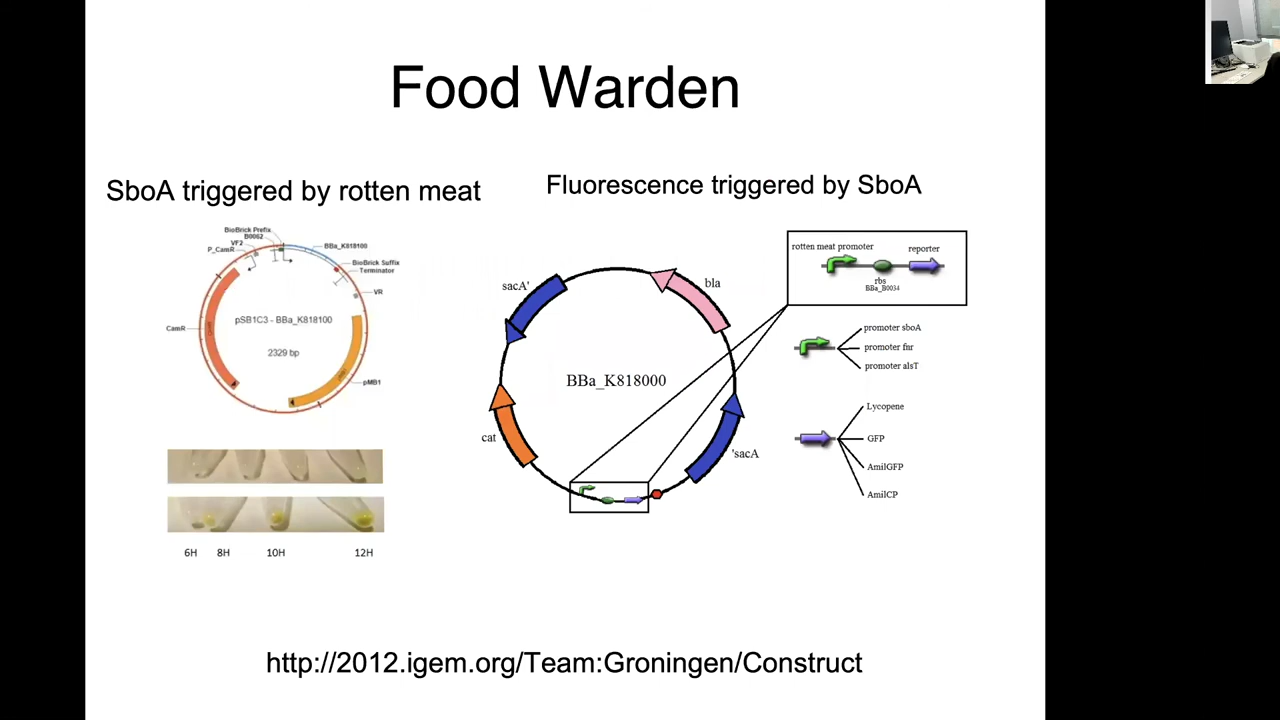 Food Warden
SboA triggered by rotten meat
Fluorescence triggered by SboA
BioBrick Prefix
B0062
VF2
P_CamR
BBa_K818100
BioBrick Suffix
Terminator
VR
CamR
pSB1C3 - BBa_K818100
2329 bp
pMB1
6H 8H 10H 12H
sacA'
bla
BBa_K818000
cat
'sacA
rotten meat promoter
reporter
rbs
BBa_B0034
promoter sboA
promoter fnr
promoter alsT
Lycopene
GFP
AmilGFP
AmilCP
http://2012.igem.org/Team:Groningen/Construct